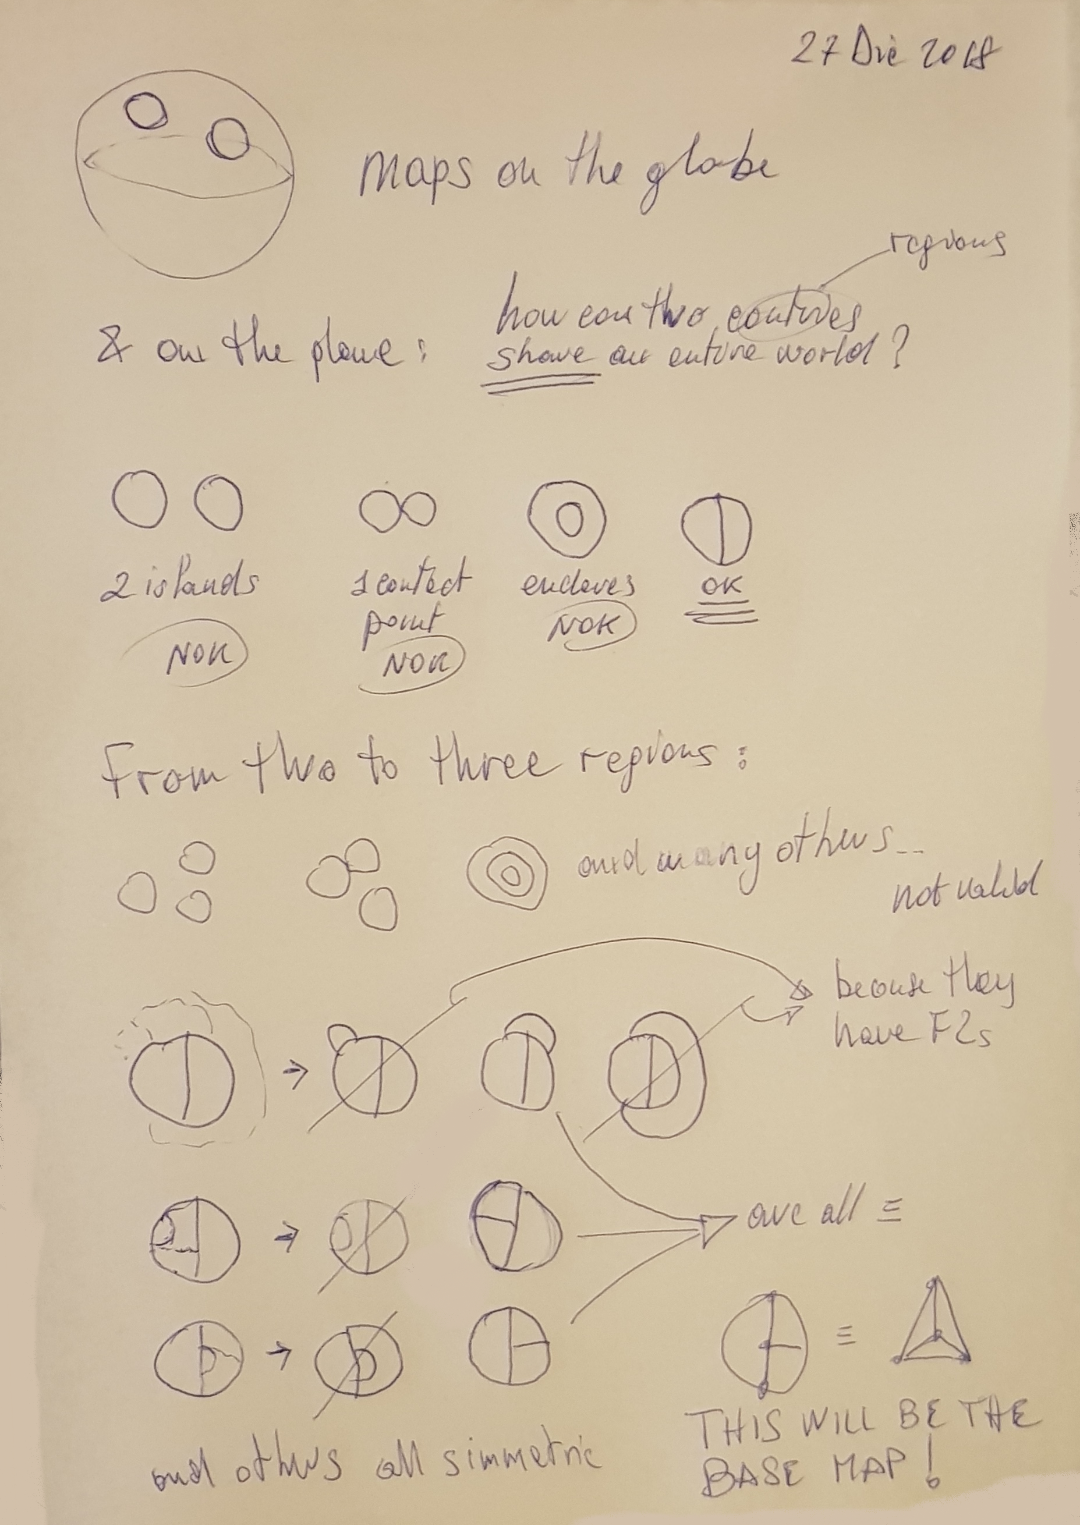 27 Dic 2018
maps on the globe
regions
how can two
share an entire world?
& on the plane:
2 islands
NOK
1 contact
point
NOK
enclaves
NOK
OK
From two to three regions:
and many others...
not valid
because they
have F2s
are all ≡
≡
and others all simmetric
THIS WILL BE THE
BASE MAP!